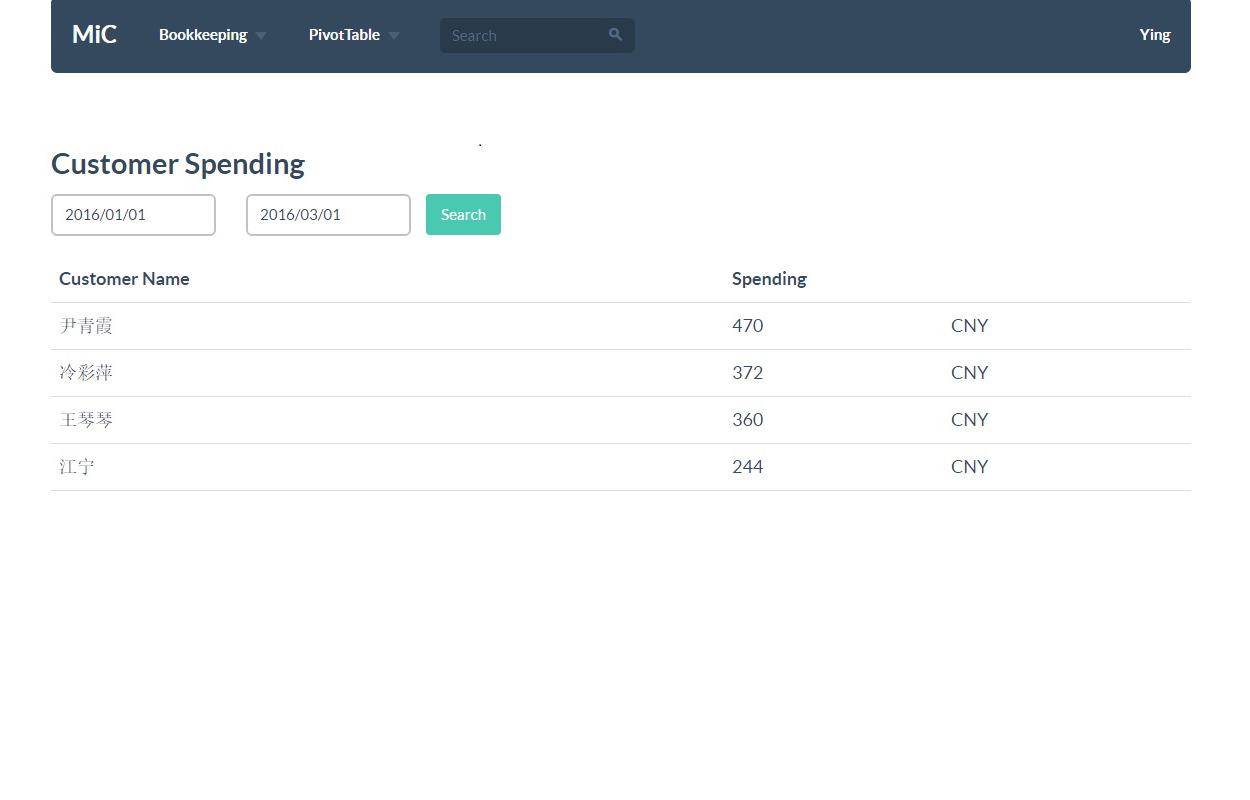 MiC Bookkeeping PivotTable Search Ying
Customer Spending
2016/01/01 2016/03/01 Search
Customer Name Spending
尹青霞 470 CNY
冷彩萍 372 CNY
王琴琴 360 CNY
江宁 244 CNY